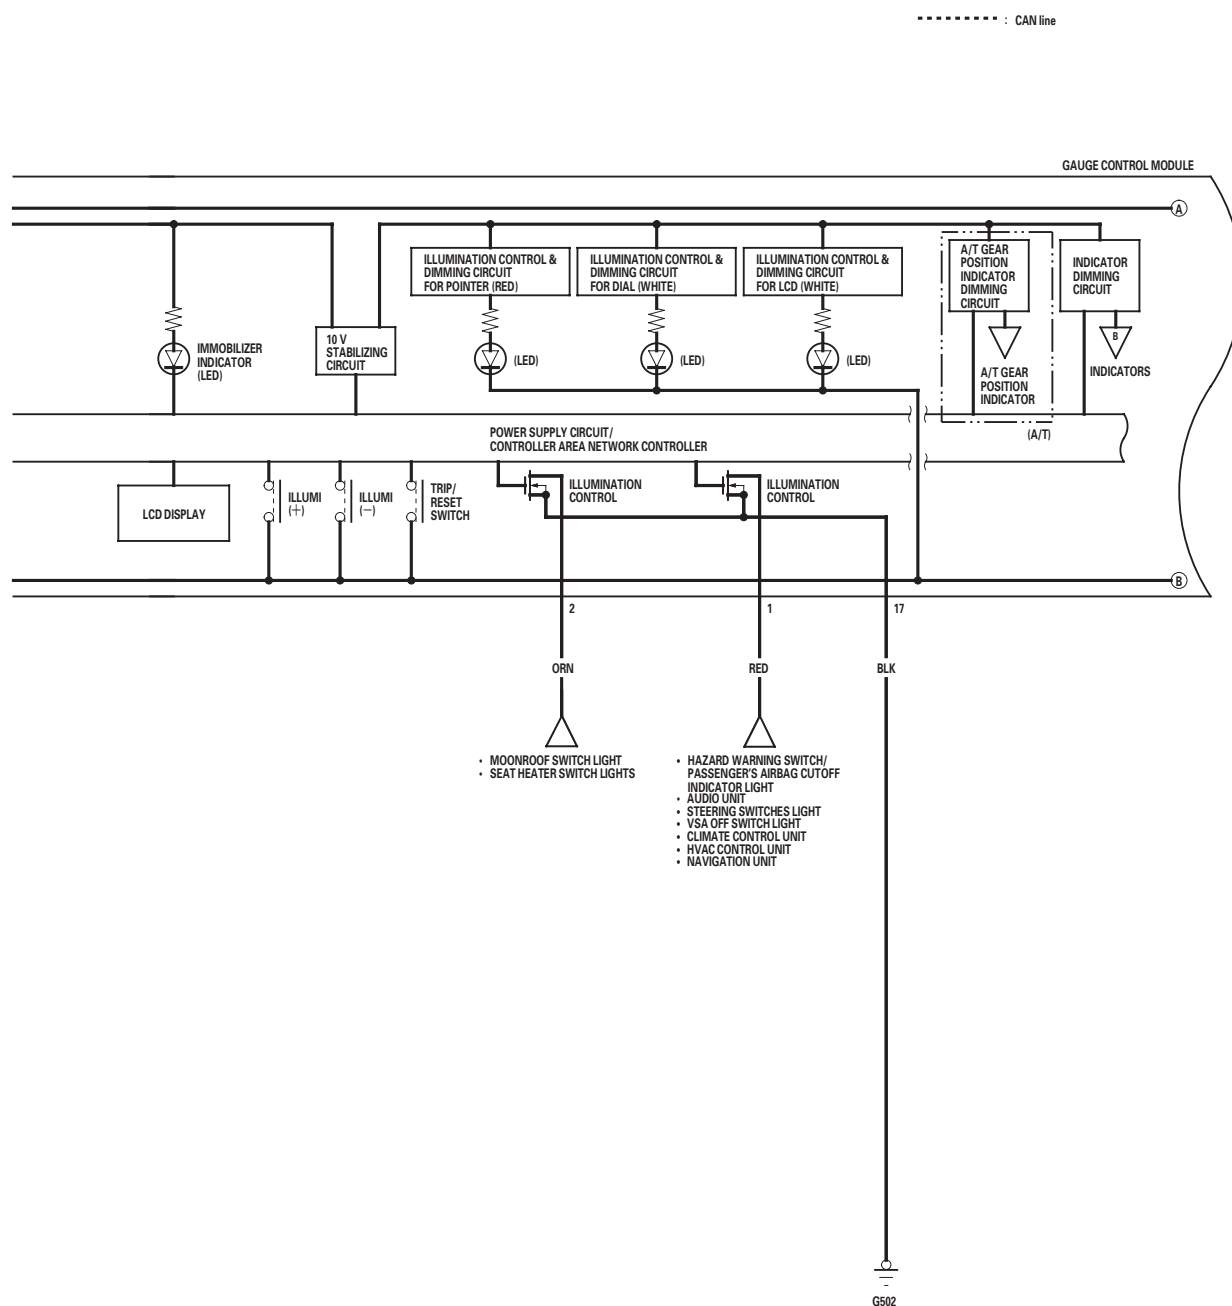 : CAN line
GAUGE CONTROL MODULE
A
ILLUMINATION CONTROL &
DIMMING CIRCUIT
FOR POINTER (RED)
ILLUMINATION CONTROL &
DIMMING CIRCUIT
FOR DIAL (WHITE)
ILLUMINATION CONTROL &
DIMMING CIRCUIT
FOR LCD (WHITE)
A/T GEAR
POSITION
INDICATOR
DIMMING
CIRCUIT
INDICATOR
DIMMING
CIRCUIT
IMMOBILIZER
INDICATOR
(LED)
10 V
STABILIZING
CIRCUIT
(LED)
(LED)
(LED)
A/T GEAR
POSITION
INDICATOR
B
INDICATORS
(A/T)
POWER SUPPLY CIRCUIT/
CONTROLLER AREA NETWORK CONTROLLER
LCD DISPLAY
ILLUMI
(+)
ILLUMI
(−)
TRIP/
RESET
SWITCH
ILLUMINATION
CONTROL
ILLUMINATION
CONTROL
B
2
1
17
ORN
RED
BLK
• MOONROOF SWITCH LIGHT
• SEAT HEATER SWITCH LIGHTS
• HAZARD WARNING SWITCH/
PASSENGER'S AIRBAG CUTOFF
INDICATOR LIGHT
• AUDIO UNIT
• STEERING SWITCHES LIGHT
• VSA OFF SWITCH LIGHT
• CLIMATE CONTROL UNIT
• HVAC CONTROL UNIT
• NAVIGATION UNIT
G502